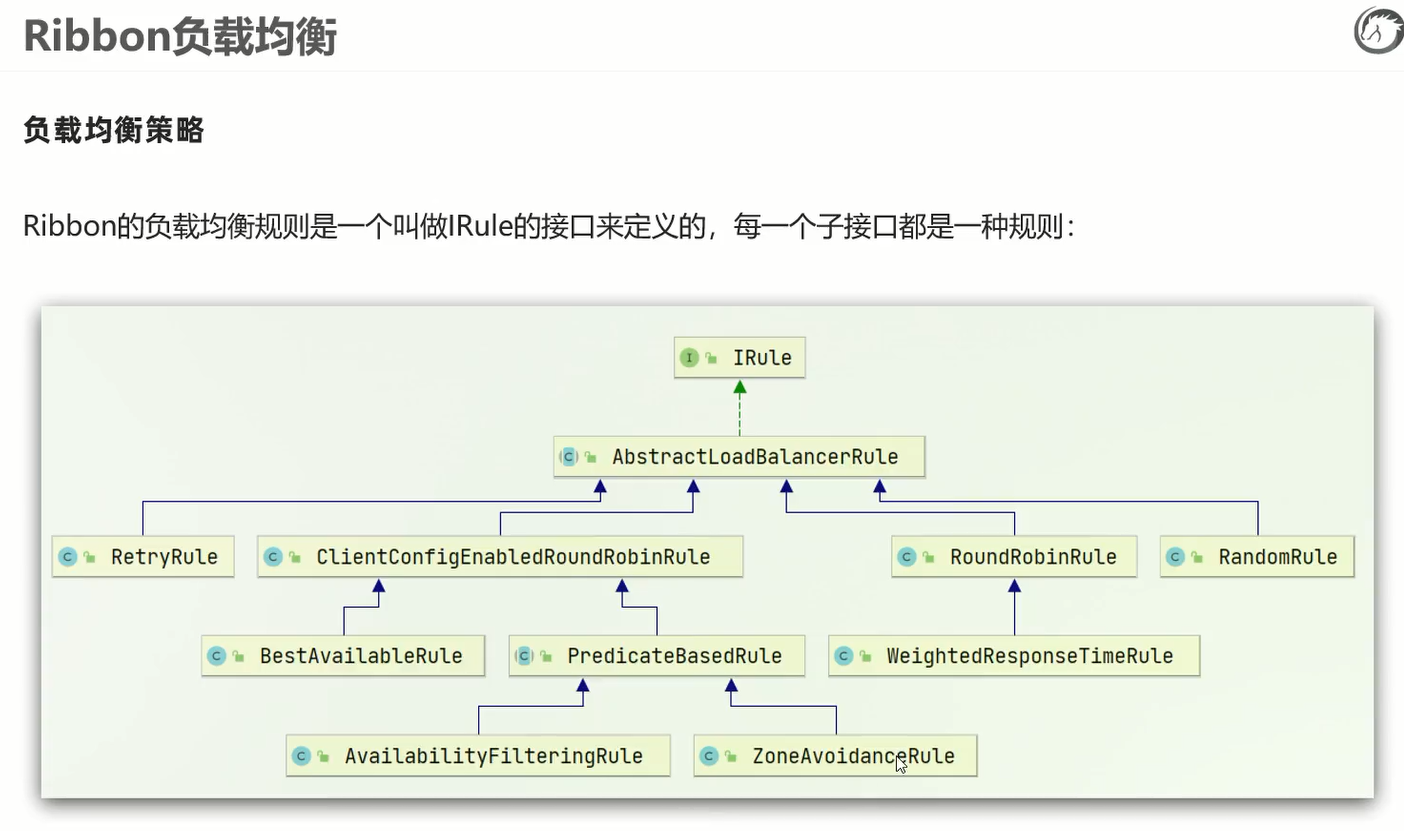 Ribbon负载均衡
负载均衡策略
Ribbon的负载均衡规则是一个叫做IRule的接口来定义的，每一个子接口都是一种规则：
IRule
AbstractLoadBalancerRule
RetryRule ClientConfigEnabledRoundRobinRule RoundRobinRule RandomRule
BestAvailableRule PredicateBasedRule WeightedResponseTimeRule
AvailabilityFilteringRule ZoneAvoidanceRule